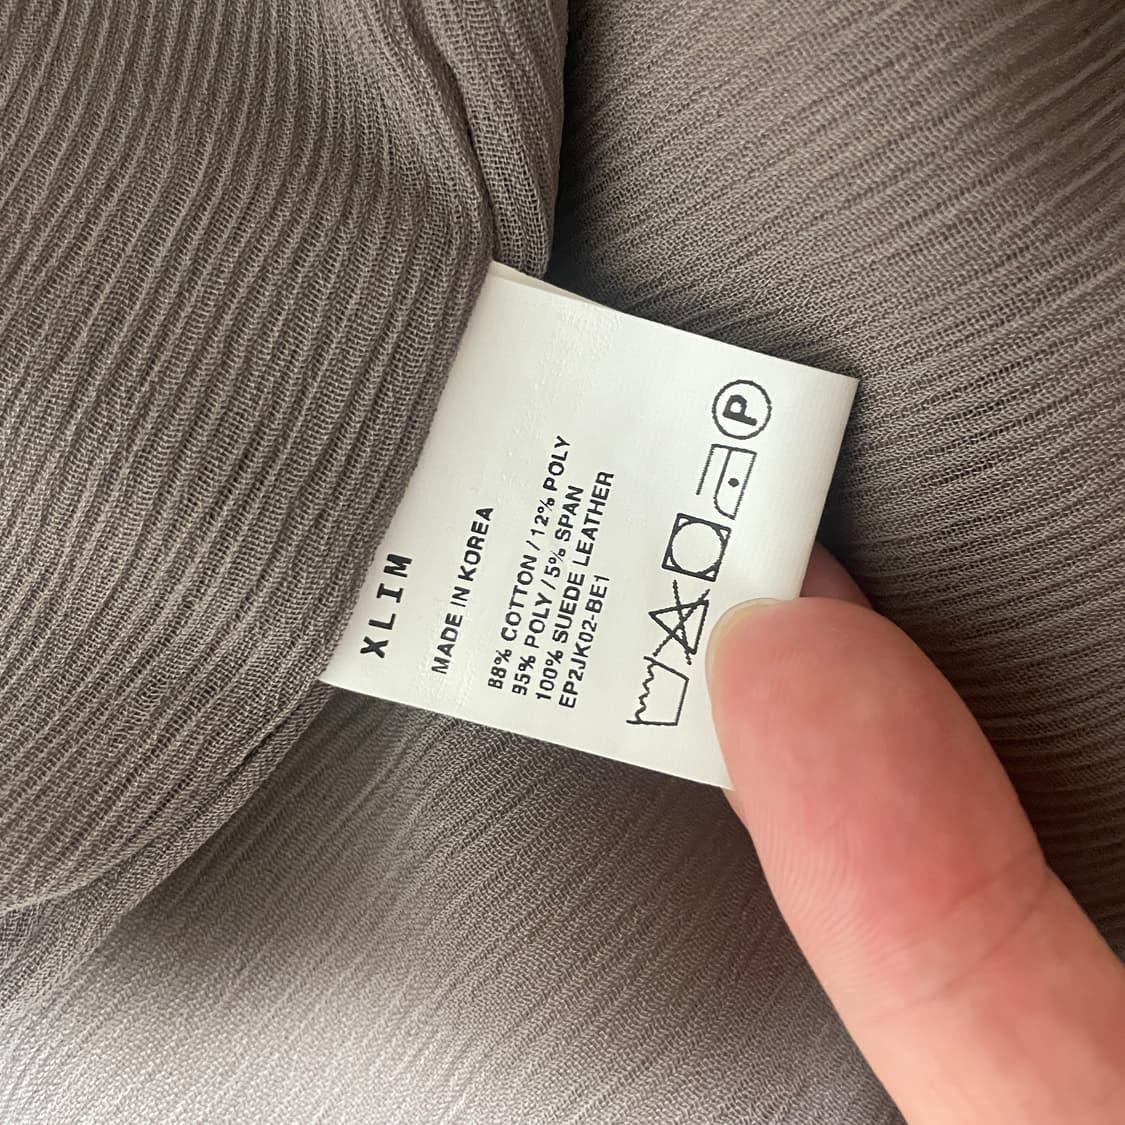 XLIM
MADE IN KOREA
88% COTTON / 12% POLY
95% POLY / 5% SPAN
100% SUEDE LEATHER
EP2JK02-BE1
P